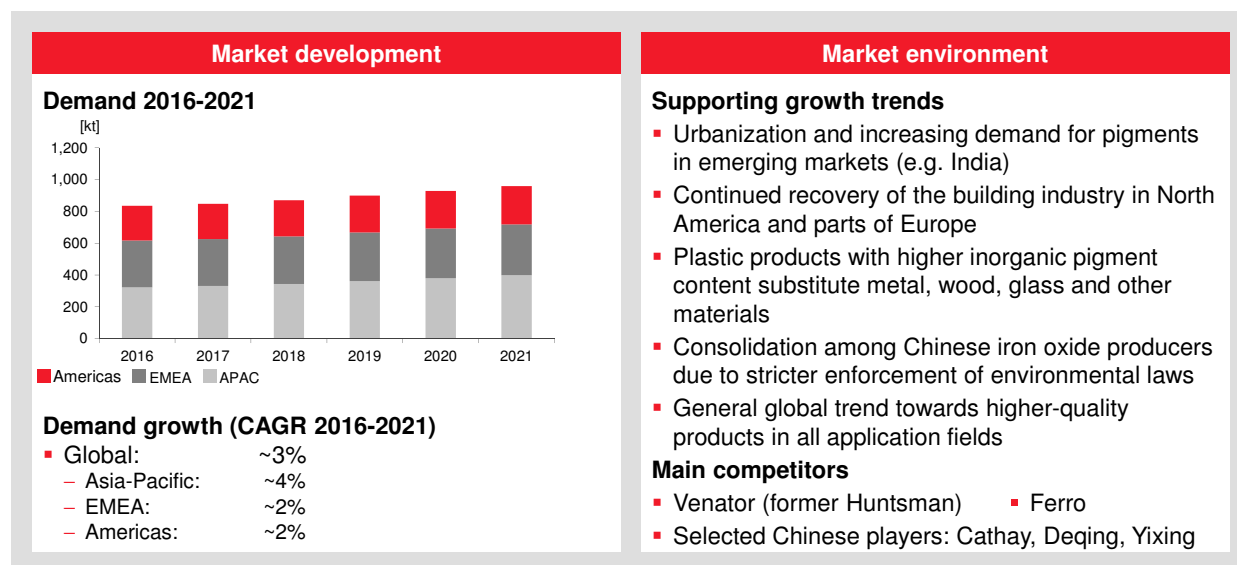 Market development
Demand 2016-2021
[kt]
1,200
1,000
800
600
400
200
0
2016 2017 2018 2019 2020 2021
Americas EMEA APAC
Demand growth (CAGR 2016-2021)
▪ Global: ~3%
– Asia-Pacific: ~4%
– EMEA: ~2%
– Americas: ~2%
Market environment
Supporting growth trends
▪ Urbanization and increasing demand for pigments
in emerging markets (e.g. India)
▪ Continued recovery of the building industry in North
America and parts of Europe
▪ Plastic products with higher inorganic pigment
content substitute metal, wood, glass and other
materials
▪ Consolidation among Chinese iron oxide producers
due to stricter enforcement of environmental laws
▪ General global trend towards higher-quality
products in all application fields
Main competitors
▪ Venator (former Huntsman) ▪ Ferro
▪ Selected Chinese players: Cathay, Deqing, Yixing